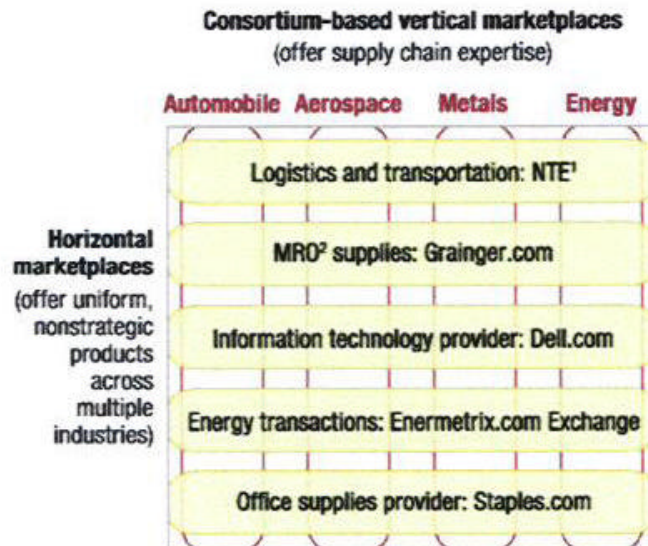 Consortium-based vertical marketplaces
(offer supply chain expertise)
Automobile Aerospace Metals Energy
Logistics and transportation: NTE¹
Horizontal
marketplaces
(offer uniform,
nonstrategic
products
across
multiple
industries)
MRO² supplies: Grainger.com
Information technology provider: Dell.com
Energy transactions: Enermetrix.com Exchange
Office supplies provider: Staples.com